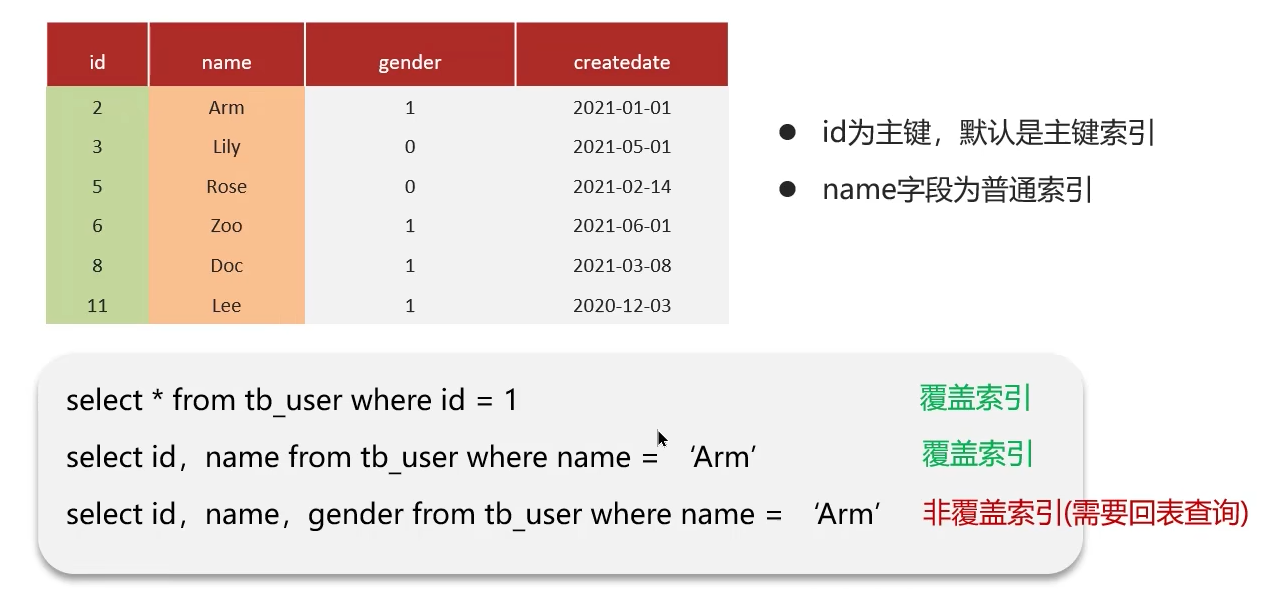 id name gender createdate
2 Arm 1 2021-01-01
3 Lily 0 2021-05-01
5 Rose 0 2021-02-14
6 Zoo 1 2021-06-01
8 Doc 1 2021-03-08
11 Lee 1 2020-12-03
● id为主键，默认是主键索引
● name字段为普通索引
select * from tb_user where id = 1 覆盖索引
select id，name from tb_user where name = ‘Arm’ 覆盖索引
select id，name，gender from tb_user where name = ‘Arm’ 非覆盖索引(需要回表查询)